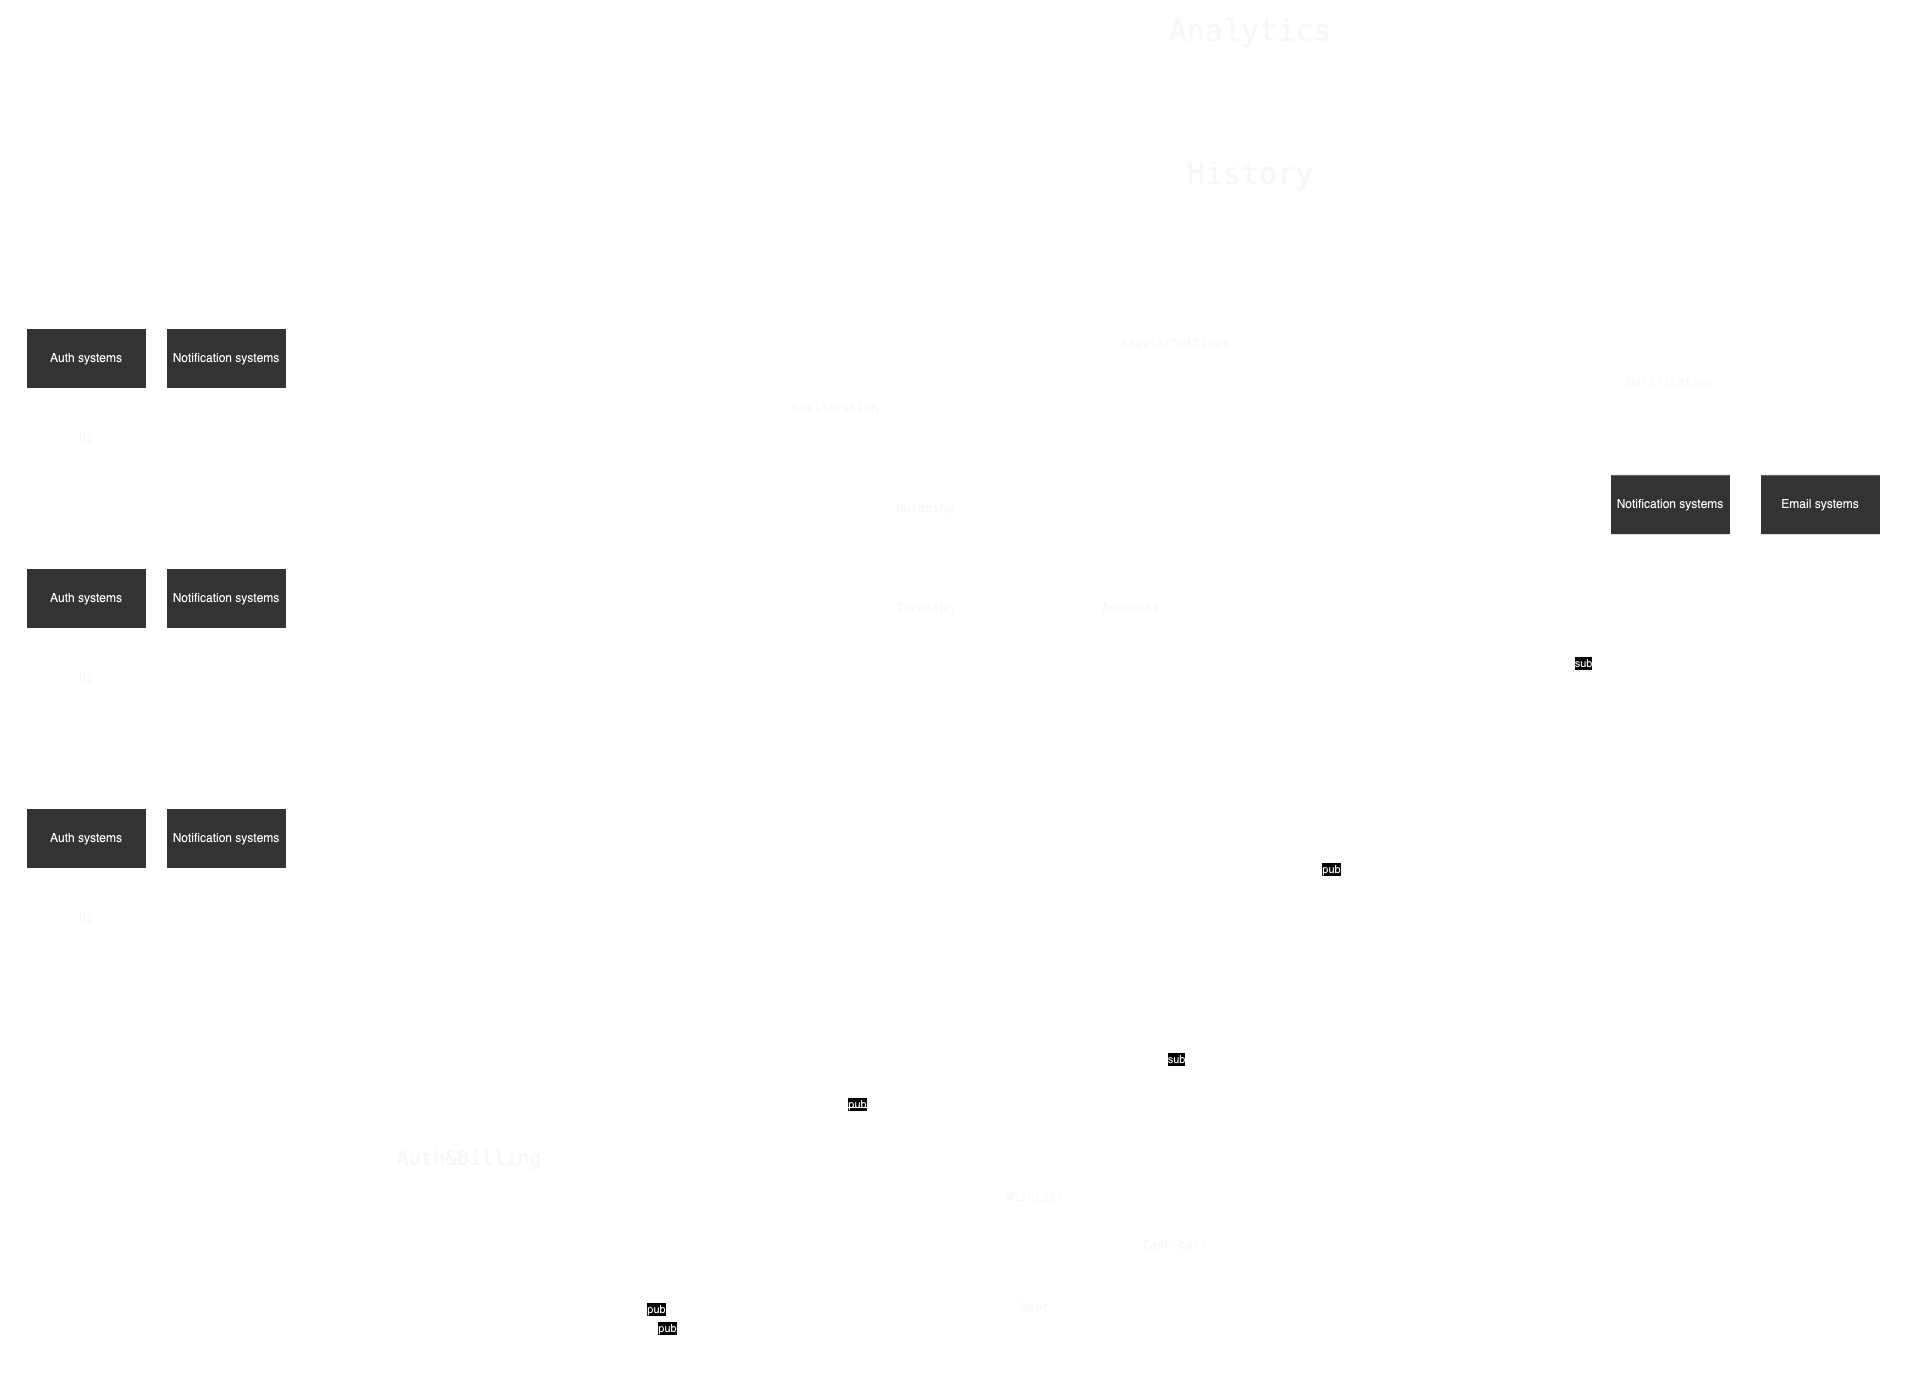 Analytics
History
Auth systems
Notification systems
RegularSettings
Notification
Reallocation
UI
Notification systems
Email systems
Outgoing
Auth systems
Notification systems
Incoming
Accounts
sub
UI
Auth systems
Notification systems
pub
UI
sub
pub
Auth&Billing
WishList
Cash-back
Debt
pub
pub